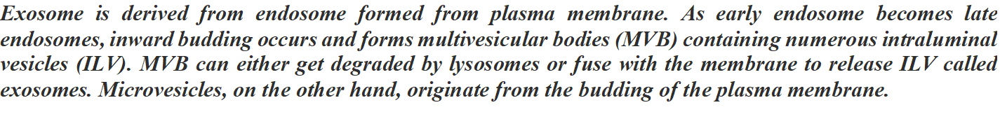 Exosome is derived from endosome formed from plasma membrane. As early endosome becomes late
endosomes, inward budding occurs and forms multivesicular bodies (MVB) containing numerous intraluminal
vesicles (ILV). MVB can either get degraded by lysosomes or fuse with the membrane to release ILV called
exosomes. Microvesicles, on the other hand, originate from the budding of the plasma membrane.